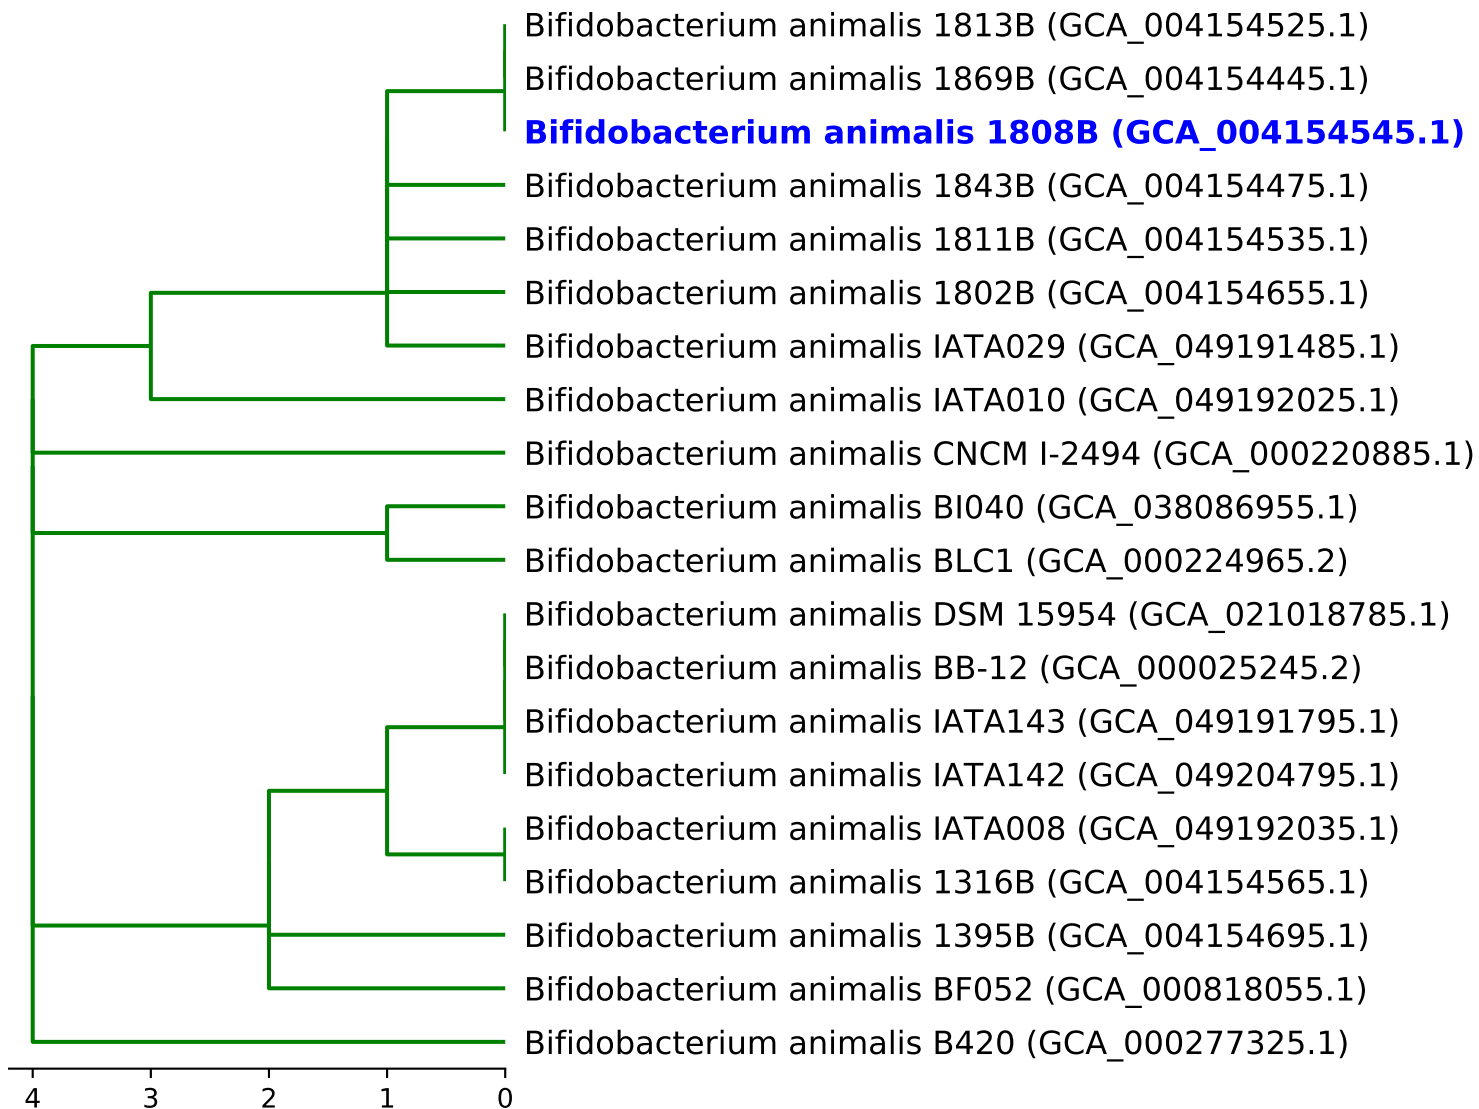 Bifidobacterium animalis 1813B (GCA_004154525.1)
Bifidobacterium animalis 1869B (GCA_004154445.1)
Bifidobacterium animalis 1808B (GCA_004154545.1)
Bifidobacterium animalis 1843B (GCA_004154475.1)
Bifidobacterium animalis 1811B (GCA_004154535.1)
Bifidobacterium animalis 1802B (GCA_004154655.1)
Bifidobacterium animalis IATA029 (GCA_049191485.1)
Bifidobacterium animalis IATA010 (GCA_049192025.1)
Bifidobacterium animalis CNCM I-2494 (GCA_000220885.1)
Bifidobacterium animalis BI040 (GCA_038086955.1)
Bifidobacterium animalis BLC1 (GCA_000224965.2)
Bifidobacterium animalis DSM 15954 (GCA_021018785.1)
Bifidobacterium animalis BB-12 (GCA_000025245.2)
Bifidobacterium animalis IATA143 (GCA_049191795.1)
Bifidobacterium animalis IATA142 (GCA_049204795.1)
Bifidobacterium animalis IATA008 (GCA_049192035.1)
Bifidobacterium animalis 1316B (GCA_004154565.1)
Bifidobacterium animalis 1395B (GCA_004154695.1)
Bifidobacterium animalis BF052 (GCA_000818055.1)
Bifidobacterium animalis B420 (GCA_000277325.1)
4 3 2 1 0